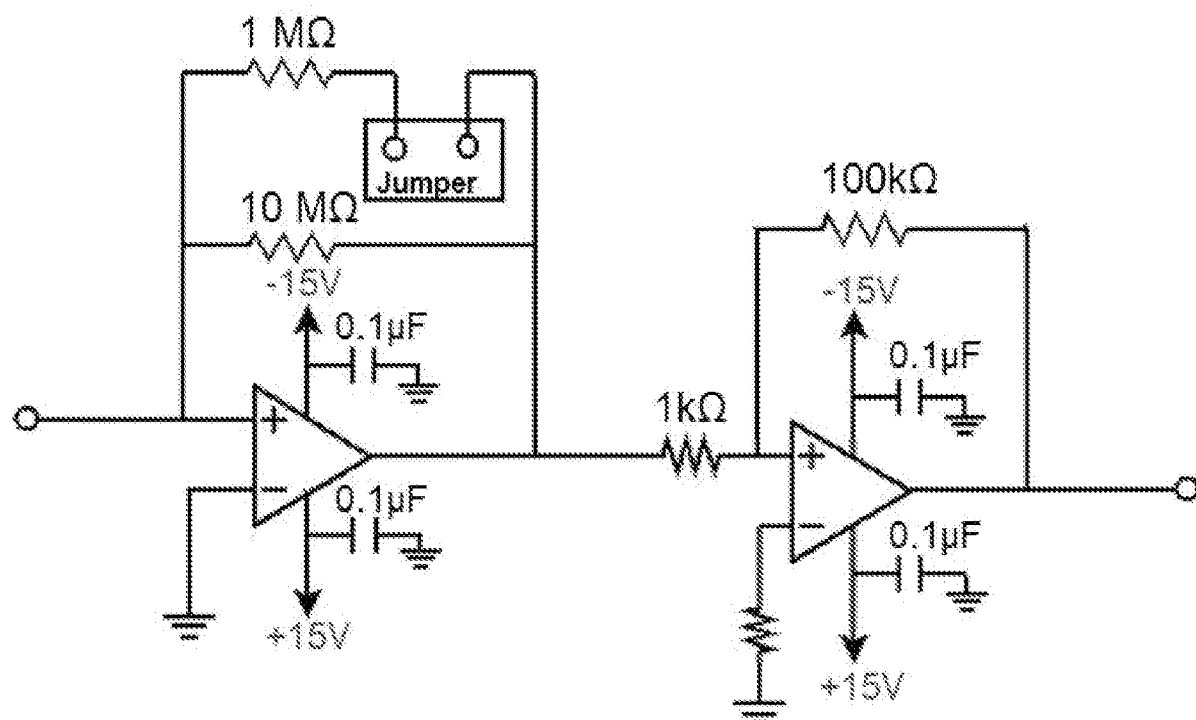 1 MΩ
Jumper
10 MΩ
-15V
0.1µF
+
−
0.1µF
+15V
100kΩ
-15V
0.1µF
1kΩ
+
−
0.1µF
+15V